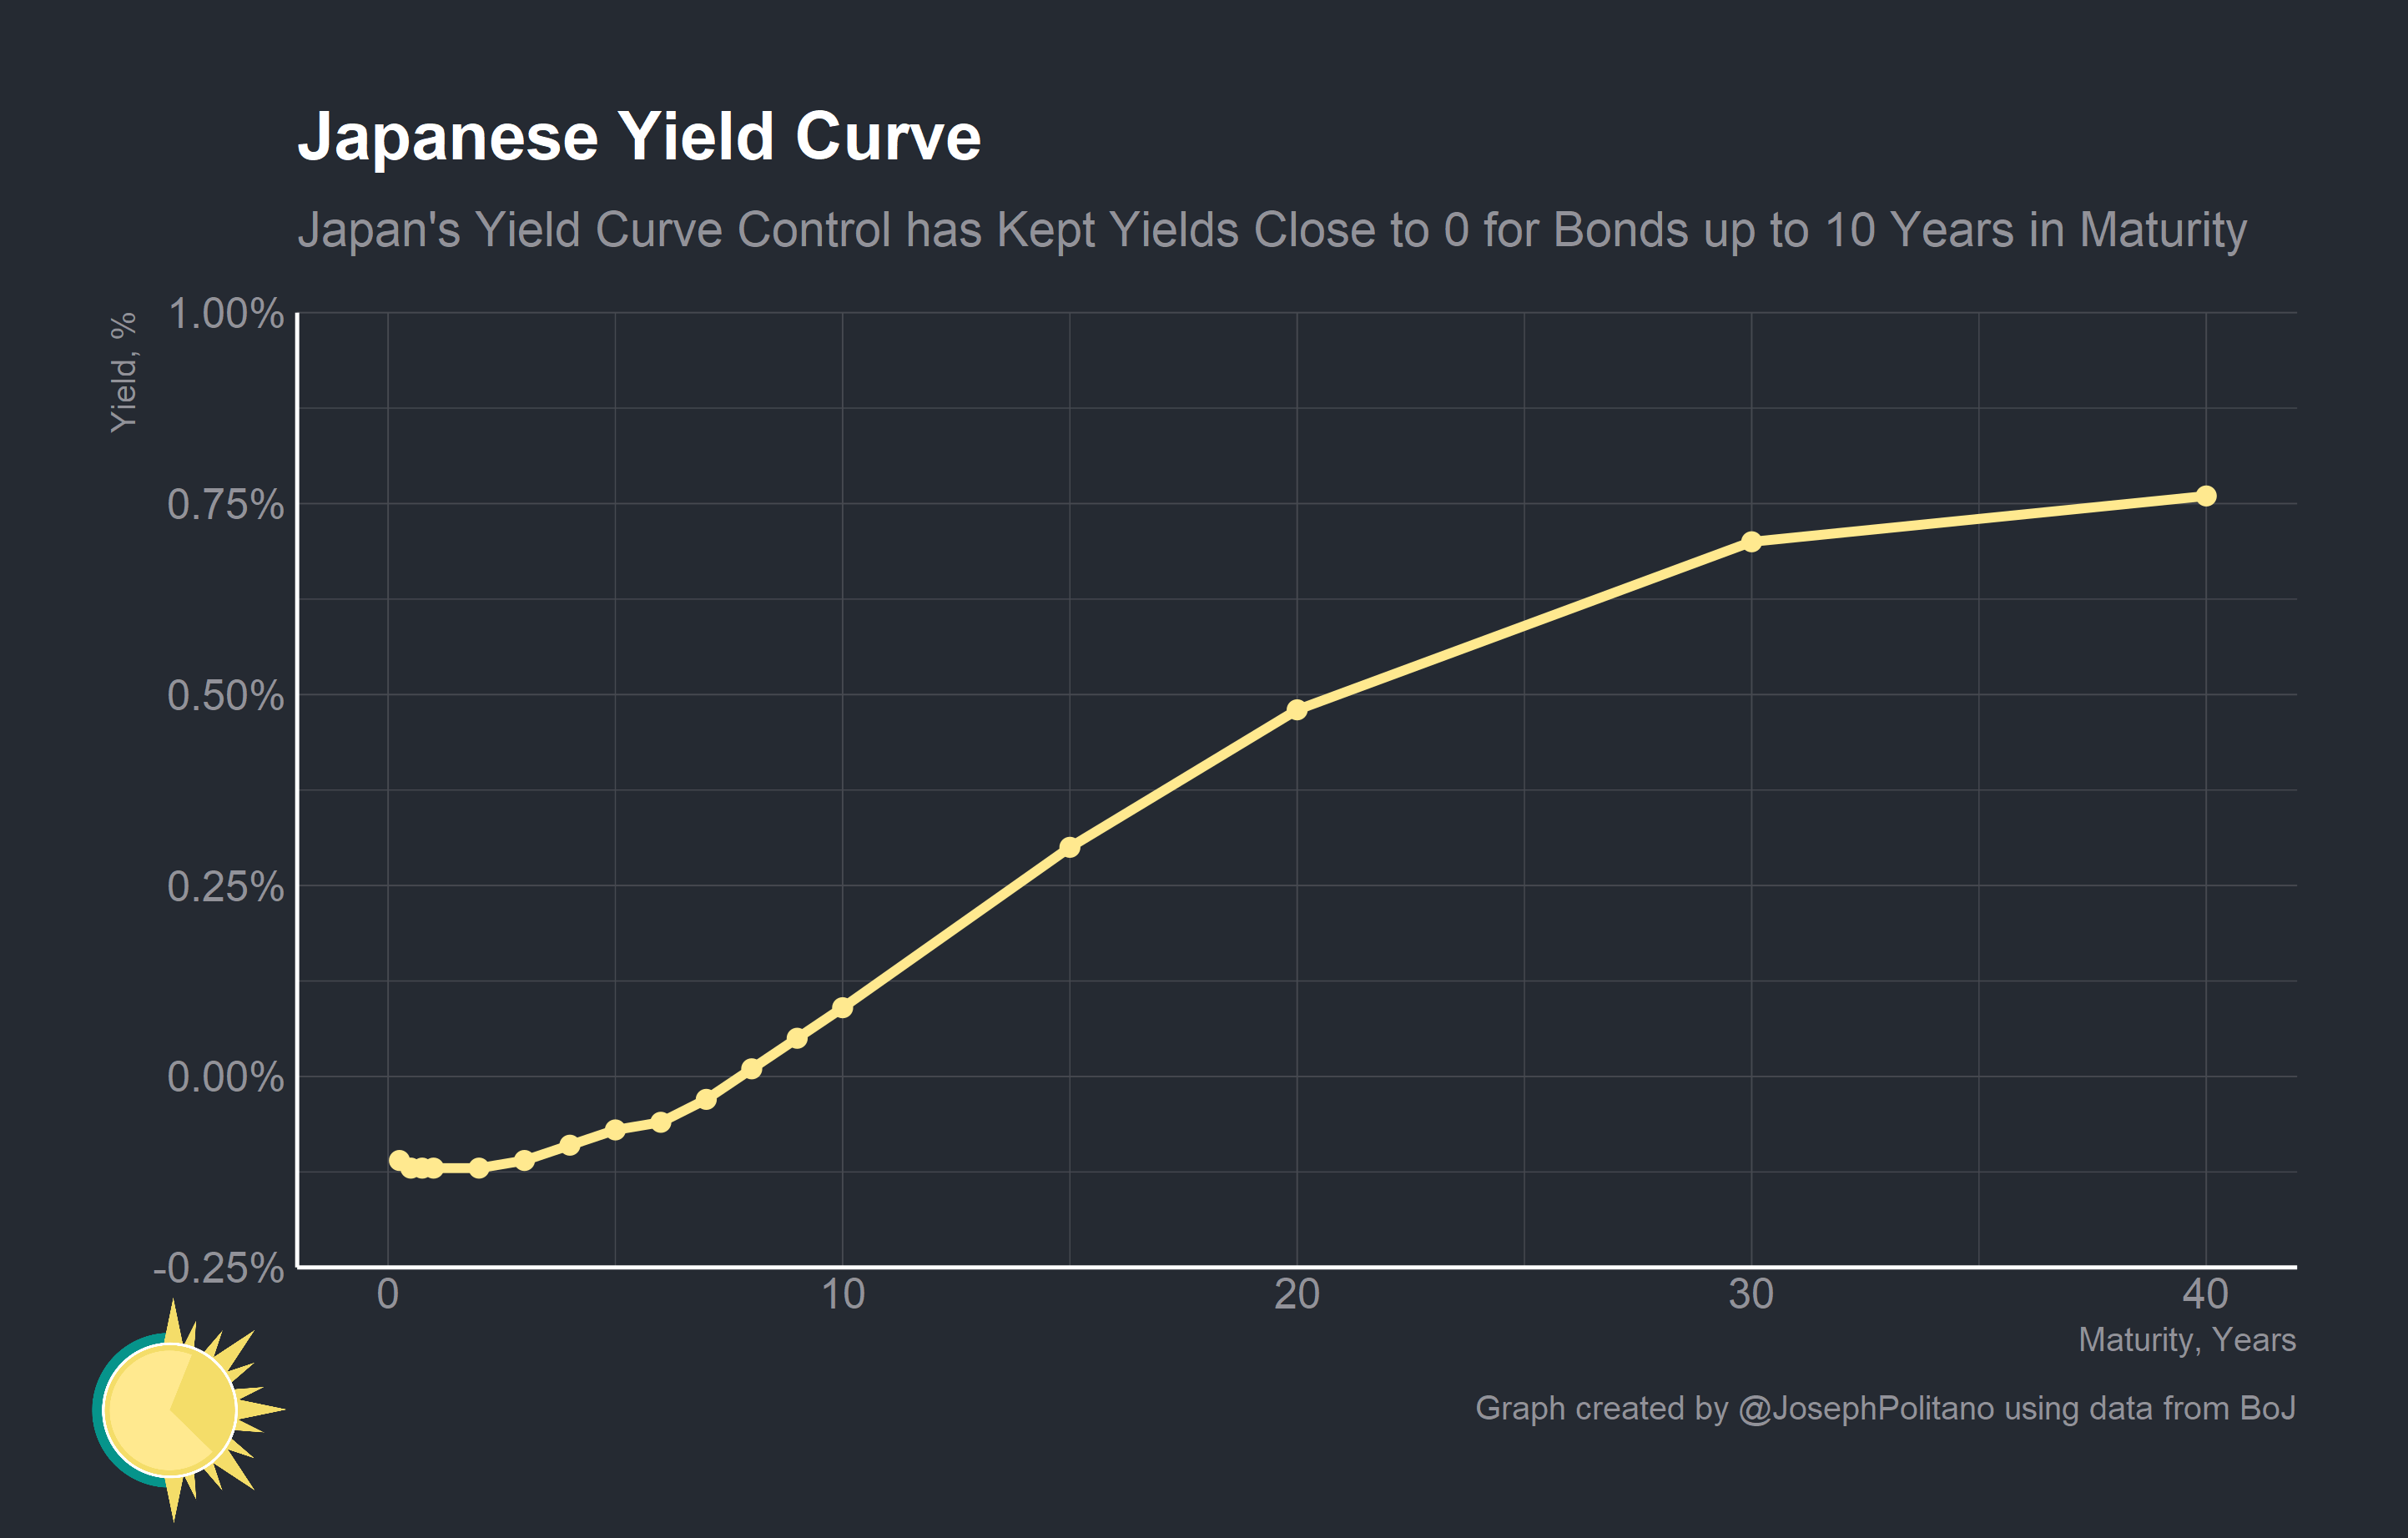 Japanese Yield Curve
Japan's Yield Curve Control has Kept Yields Close to 0 for Bonds up to 10 Years in Maturity
Yield, %
1.00%
0.75%
0.50%
0.25%
0.00%
-0.25%
0 10 20 30 40
Maturity, Years
Graph created by @JosephPolitano using data from BoJ